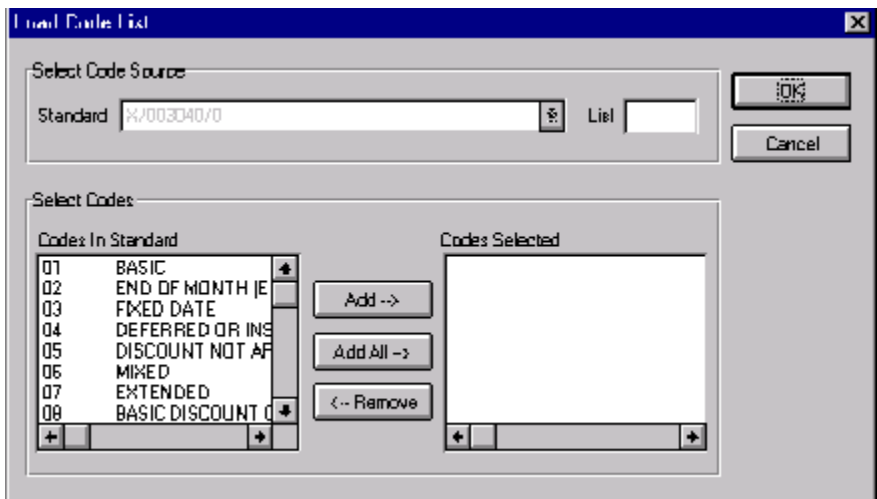 Load Code List
Select Code Source
OK
Standard X/003040/0 List
Cancel
Select Codes
Codes In Standard Codes Selected
01 BASIC
02 END OF MONTH (E
03 FIXED DATE
04 DEFERRED OR INS
05 DISCOUNT NOT AP
06 MIXED
07 EXTENDED
08 BASIC DISCOUNT O
Add -->
Add All -->
<-- Remove